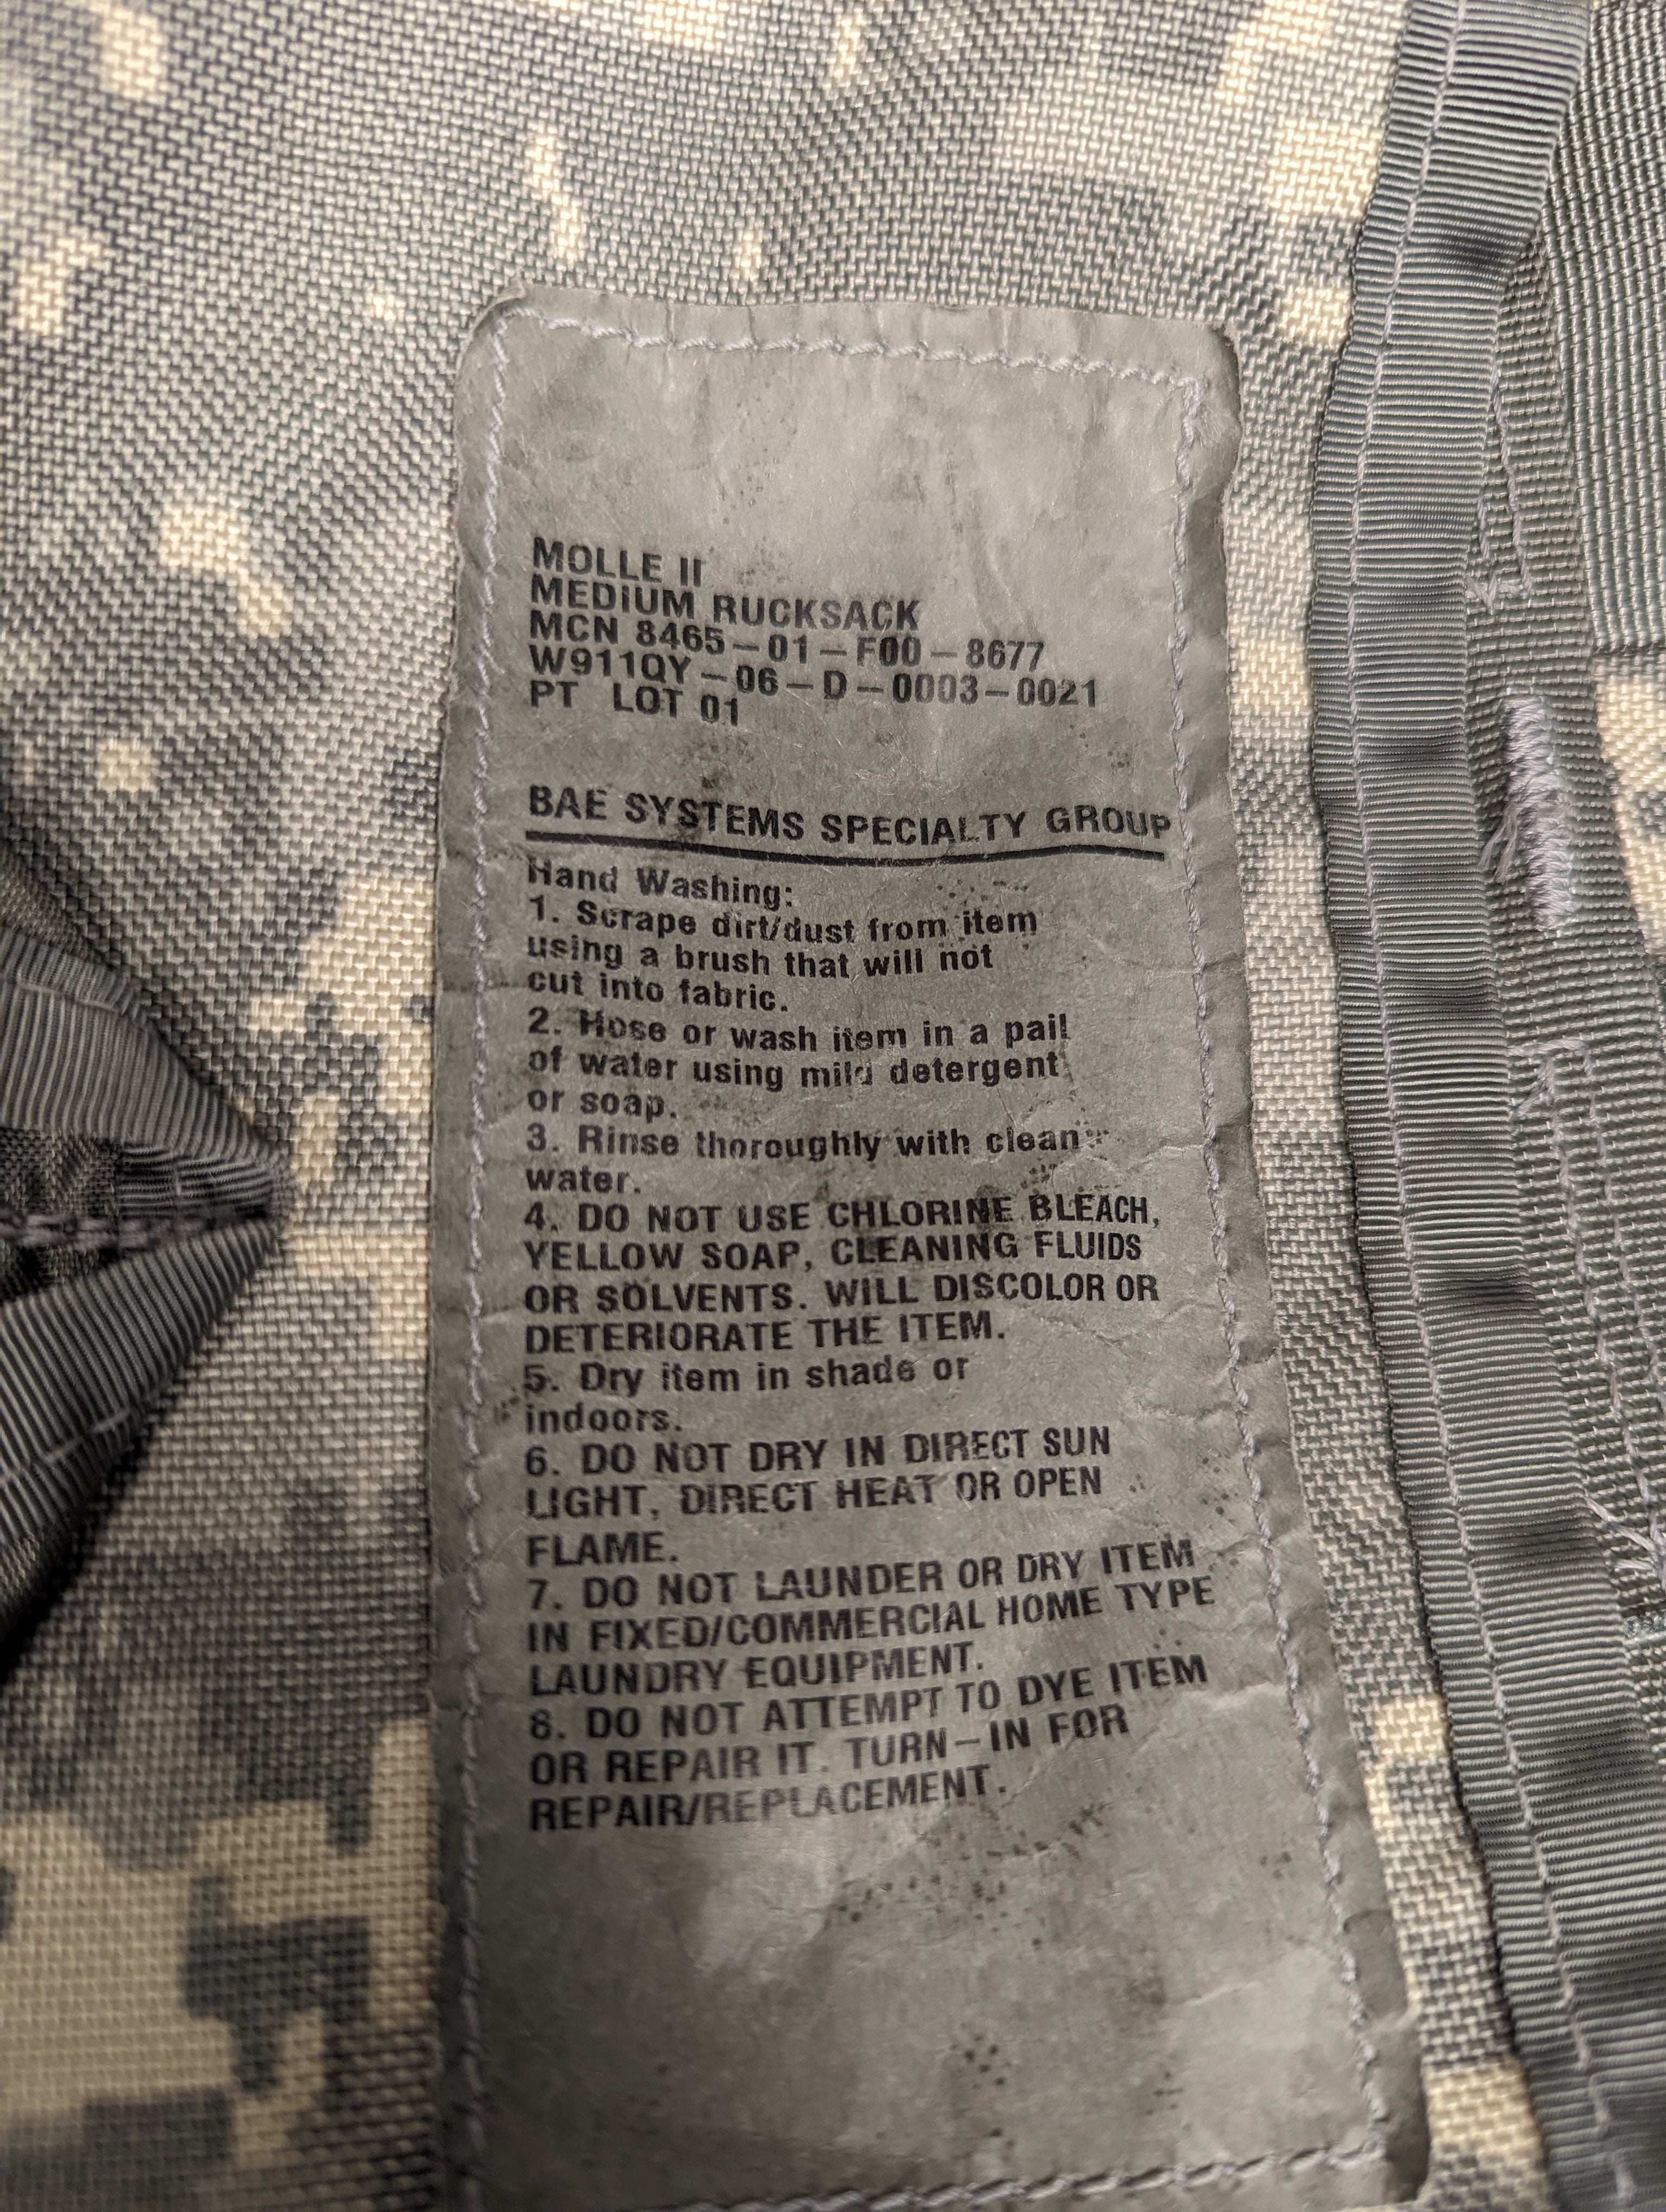 MOLLE II
MEDIUM RUCKSACK
MCN 8465-01-F00-8677
W911QY-06-D-0003-0021
PT LOT 01
BAE SYSTEMS SPECIALTY GROUP
Hand Washing:
1. Scrape dirt/dust from item
using a brush that will not
cut into fabric.
2. Hose or wash item in a pail
of water using mild detergent
or soap.
3. Rinse thoroughly with clean
water.
4. DO NOT USE CHLORINE BLEACH,
YELLOW SOAP, CLEANING FLUIDS
OR SOLVENTS. WILL DISCOLOR OR
DETERIORATE THE ITEM.
5. Dry item in shade or
indoors.
6. DO NOT DRY IN DIRECT SUN
LIGHT, DIRECT HEAT OR OPEN
FLAME.
7. DO NOT LAUNDER OR DRY ITEM
IN FIXED/COMMERCIAL HOME TYPE
LAUNDRY EQUIPMENT.
8. DO NOT ATTEMPT TO DYE ITEM
OR REPAIR IT. TURN-IN FOR
REPAIR/REPLACEMENT.